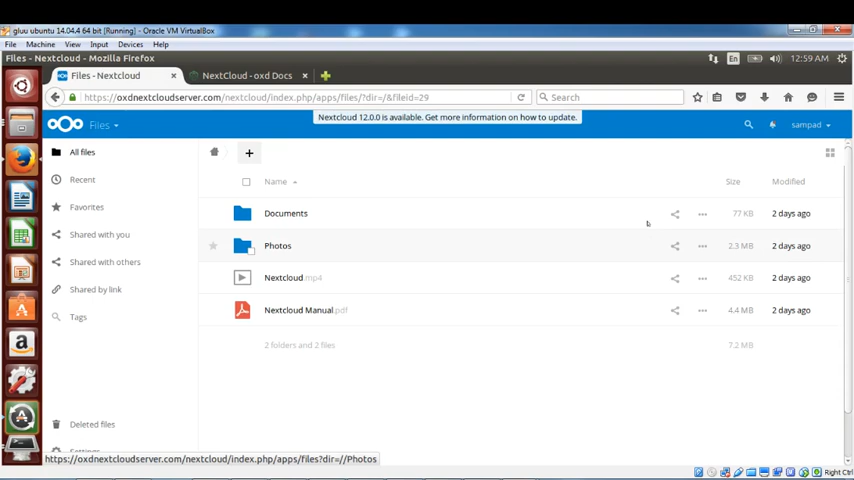 gluu ubuntu 14.04.4 64 bit [Running] - Oracle VM VirtualBox
File Machine View Input Devices Help
Files - Nextcloud - Mozilla Firefox
En
12:59 AM
Files - Nextcloud
NextCloud - oxd Docs
https://oxdnextcloudserver.com/nextcloud/index.php/apps/files/?dir=/&fileid=29
Search
Nextcloud 12.0.0 is available. Get more information on how to update.
Files
sampad
All files
Recent
Favorites
Shared with you
Shared with others
Shared by link
Tags
Deleted files
Name
Size
Modified
Documents 77 KB 2 days ago
Photos 2.3 MB 2 days ago
Nextcloud.mp4 452 KB 2 days ago
Nextcloud Manual.pdf 4.4 MB 2 days ago
2 folders and 2 files 7.2 MB
https://oxdnextcloudserver.com/nextcloud/index.php/apps/files?dir=//Photos
Right Ctrl